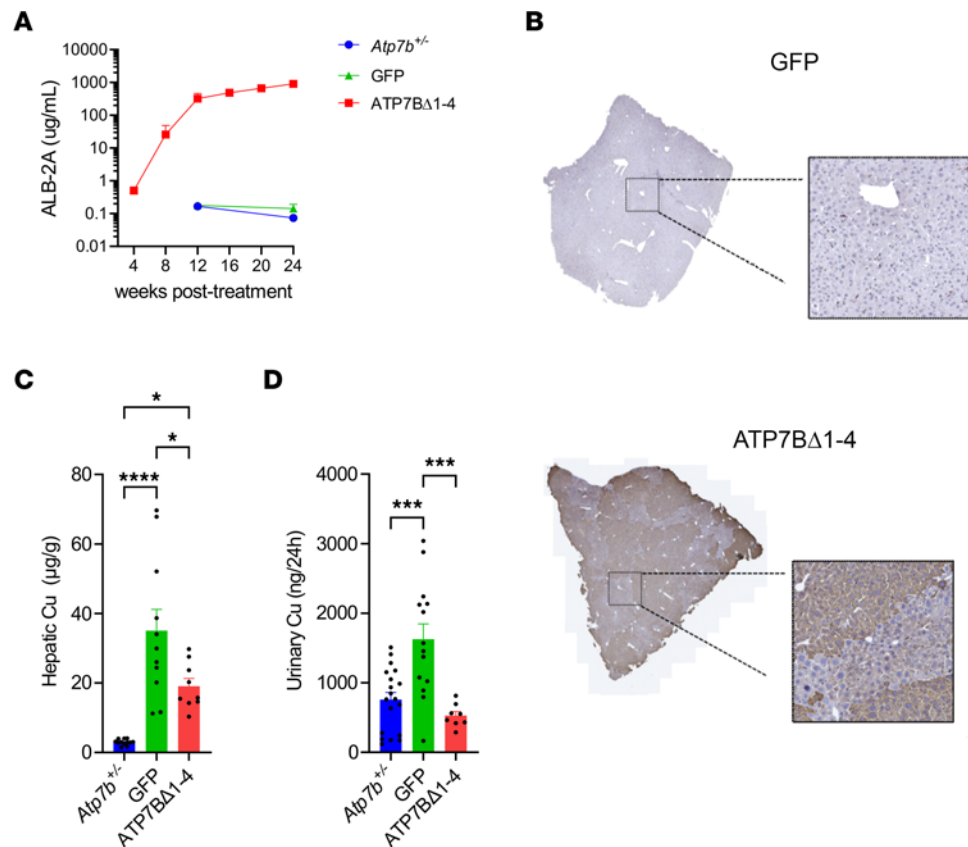 A
ALB-2A (ug/mL)
10000
1000
100
10
1
0.1
0.01
4 8 12 16 20 24
weeks post-treatment
Atp7b+/-
GFP
ATP7BΔ1-4
B
GFP
ATP7BΔ1-4
C
Hepatic Cu (µg/g)
*
*
****
80
60
40
20
0
Atp7b+/-
GFP
ATP7BΔ1-4
D
Urinary Cu (ng/24h)
***
***
4000
3000
2000
1000
0
Atp7b+/-
GFP
ATP7BΔ1-4